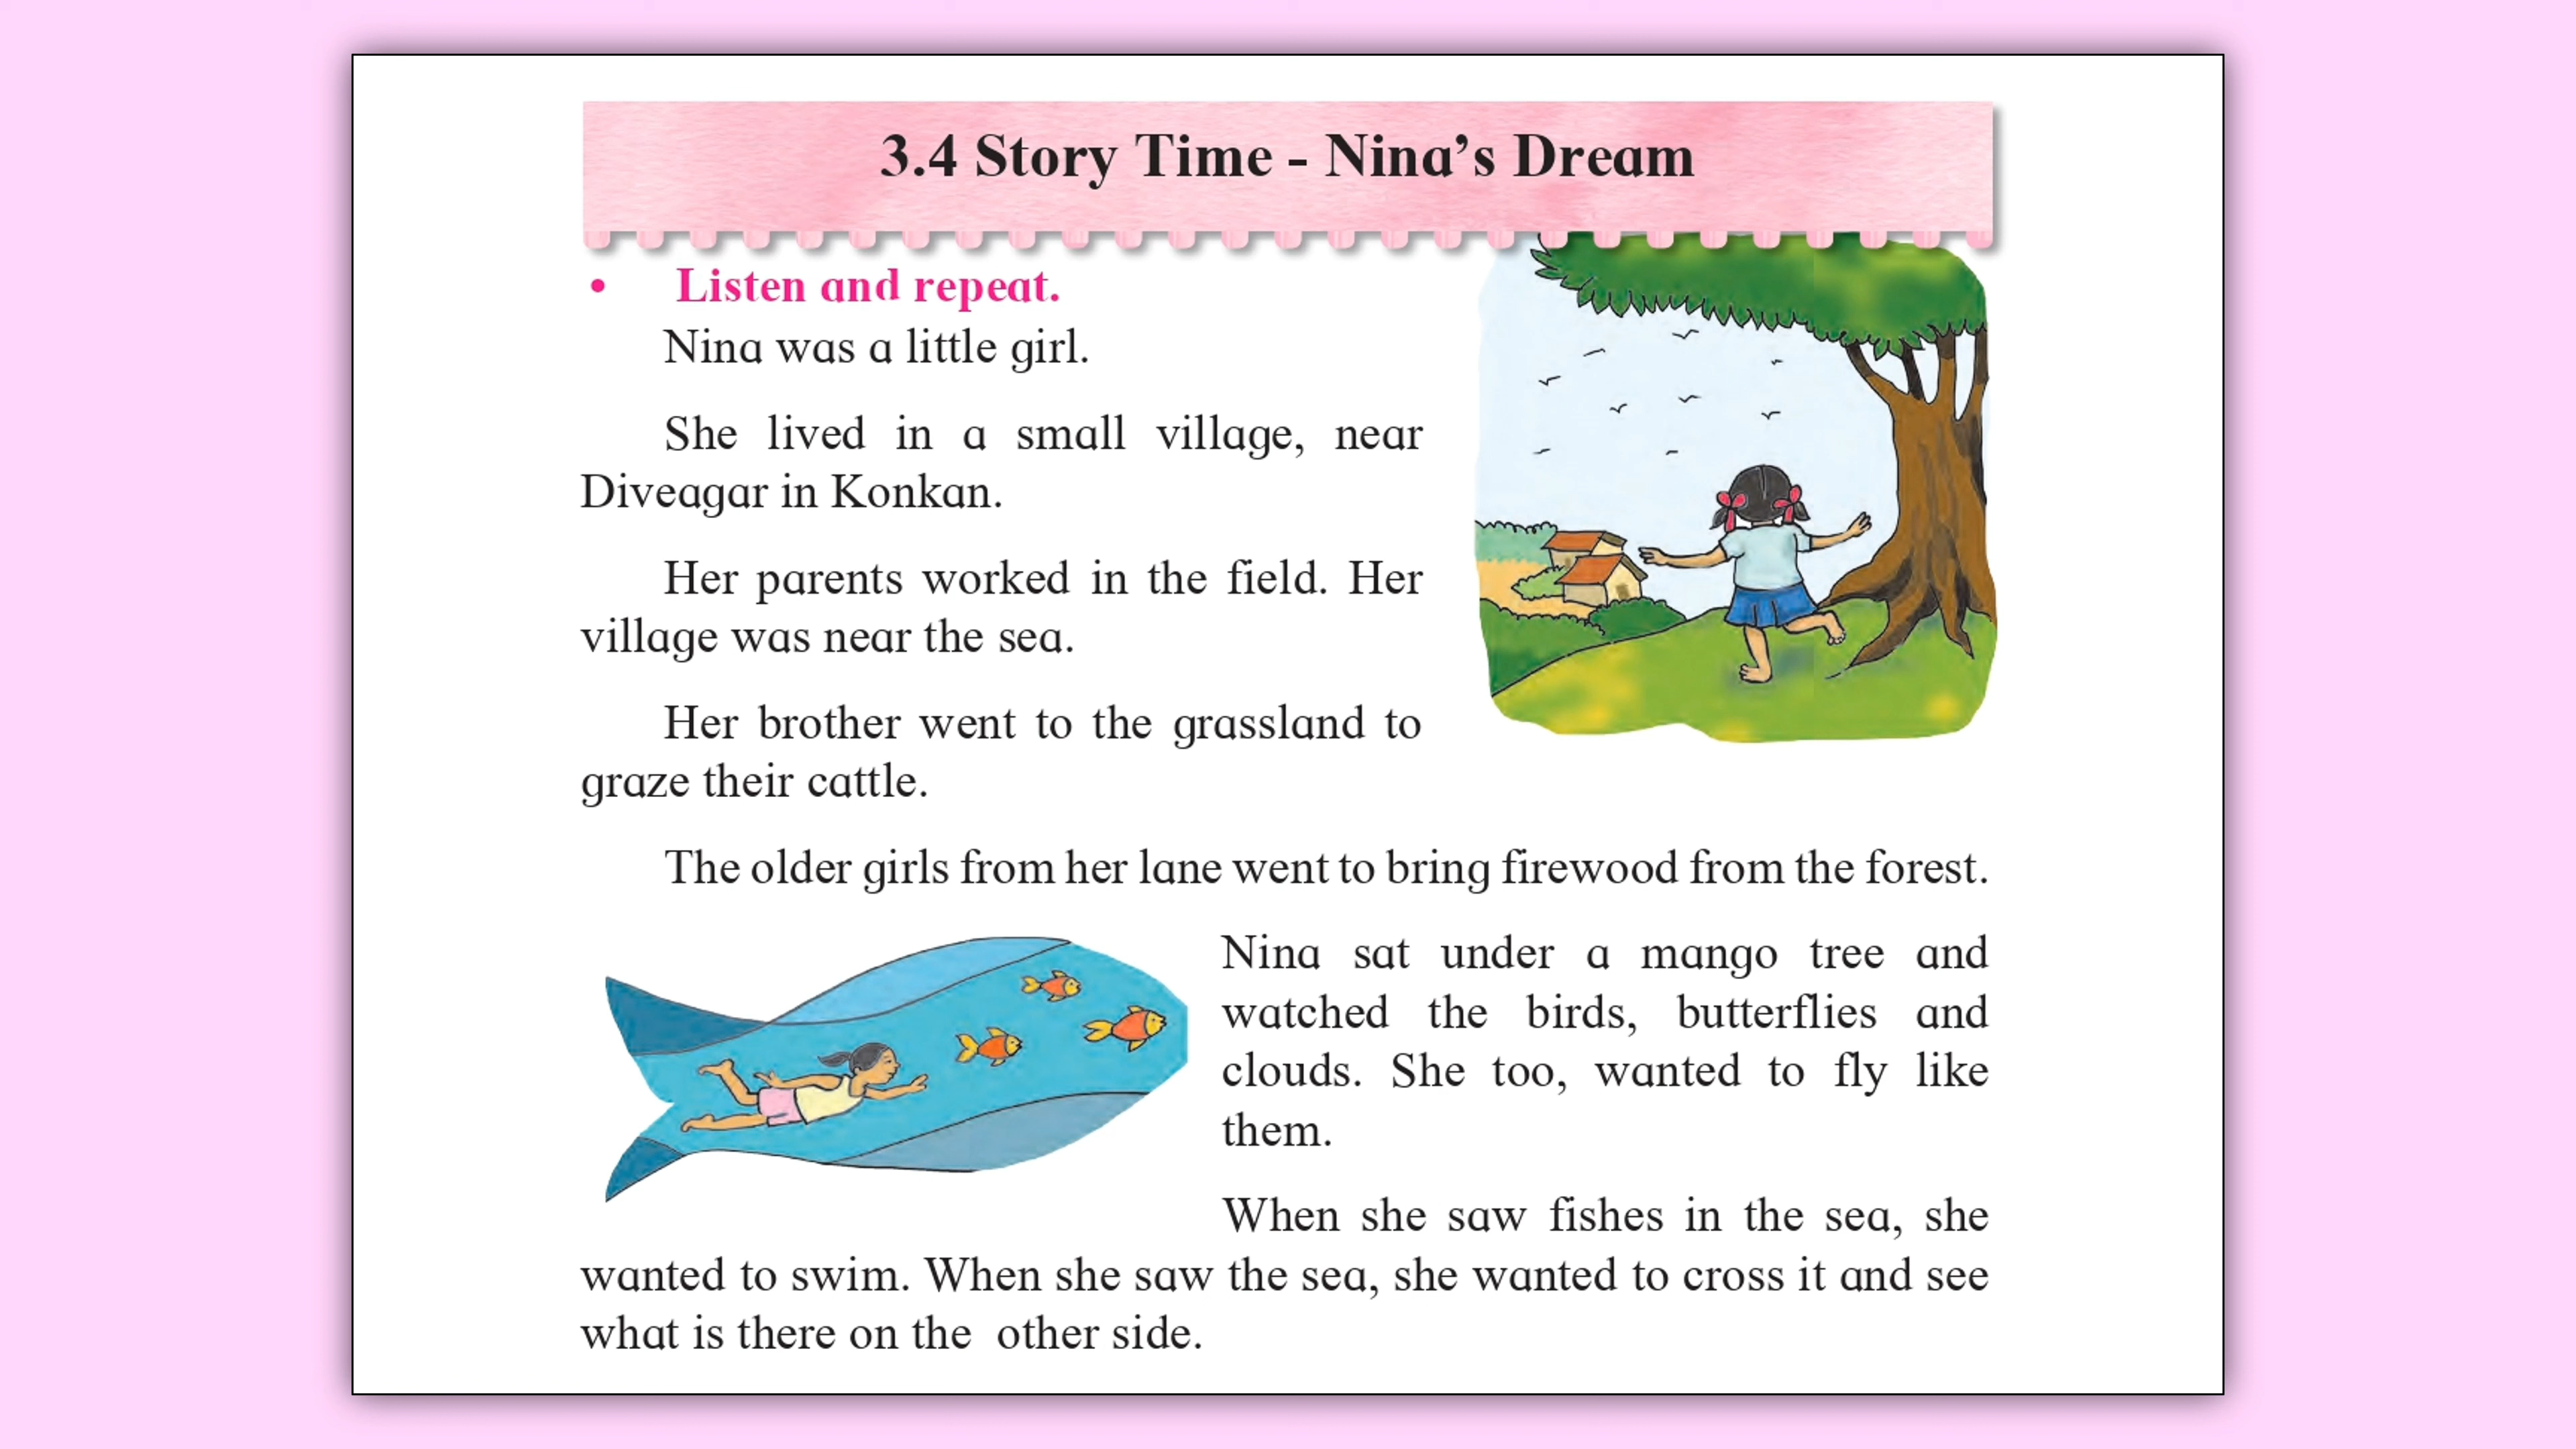 3.4 Story Time - Nina’s Dream
• Listen and repeat.
Nina was a little girl.
She lived in a small village, near
Diveagar in Konkan.
Her parents worked in the field. Her
village was near the sea.
Her brother went to the grassland to
graze their cattle.
The older girls from her lane went to bring firewood from the forest.
Nina sat under a mango tree and
watched the birds, butterflies and
clouds. She too, wanted to fly like
them.
When she saw fishes in the sea, she
wanted to swim. When she saw the sea, she wanted to cross it and see
what is there on the other side.